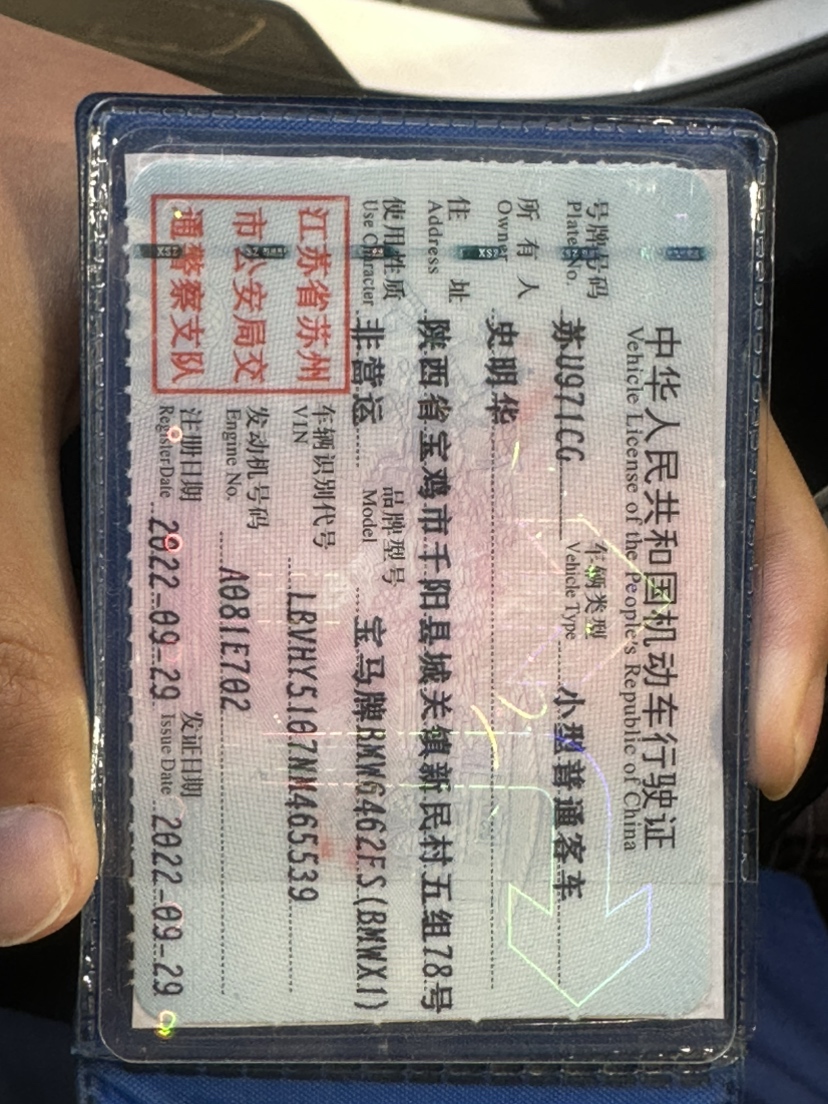 中华人民共和国机动车行驶证
Vehicle License of the People's Republic of China
号牌号码 苏U971CG 车辆类型 小型普通客车
Plate No. Vehicle Type
所有人 史明华
Owner
住址 陕西省宝鸡市千阳县城关镇新民村五组78号
Address
使用性质 非营运 品牌型号 宝马牌BMW6462ES(BMWX1)
Use Character Model
江苏省苏州
市公安局交
通警察支队
车辆识别代号 LBVHY5107NM465539
VIN
发动机号码 A081E702
Engine No.
注册日期 2022-09-29 发证日期 2022-09-29
Register Date Issue Date